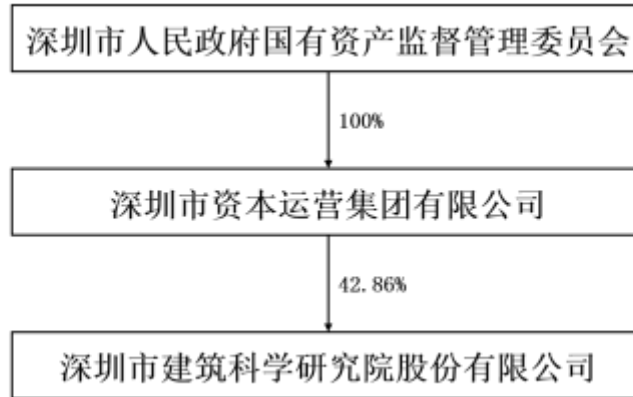 深圳市人民政府国有资产监督管理委员会
100%
深圳市资本运营集团有限公司
42.86%
深圳市建筑科学研究院股份有限公司